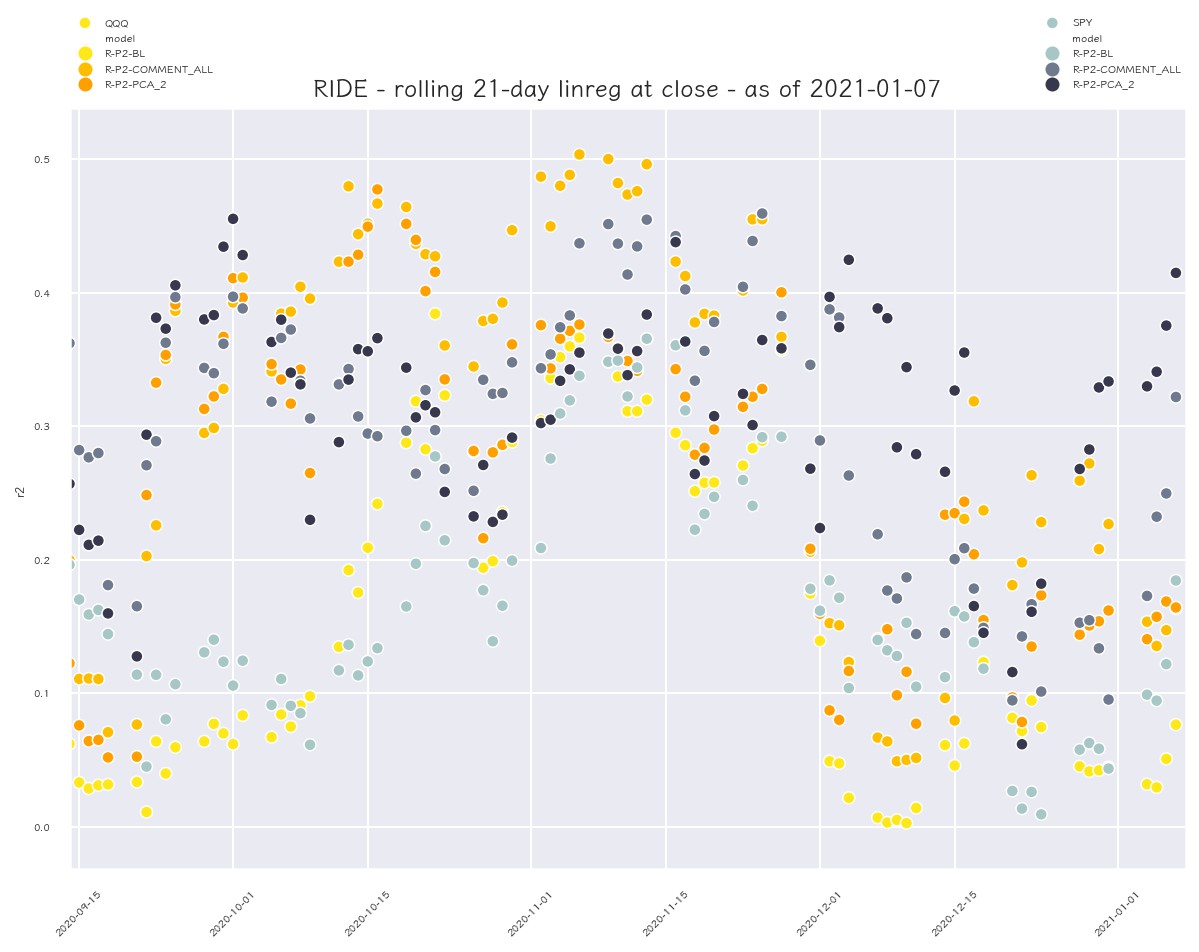 QQQ
model
R-P2-BL
R-P2-COMMENT_ALL
R-P2-PCA_2
SPY
model
R-P2-BL
R-P2-COMMENT_ALL
R-P2-PCA_2
RIDE - rolling 21-day linreg at close - as of 2021-01-07
0.5
0.4
0.3
0.2
0.1
0.0
r2
2020-09-15
2020-10-01
2020-10-15
2020-11-01
2020-11-15
2020-12-01
2020-12-15
2021-01-01